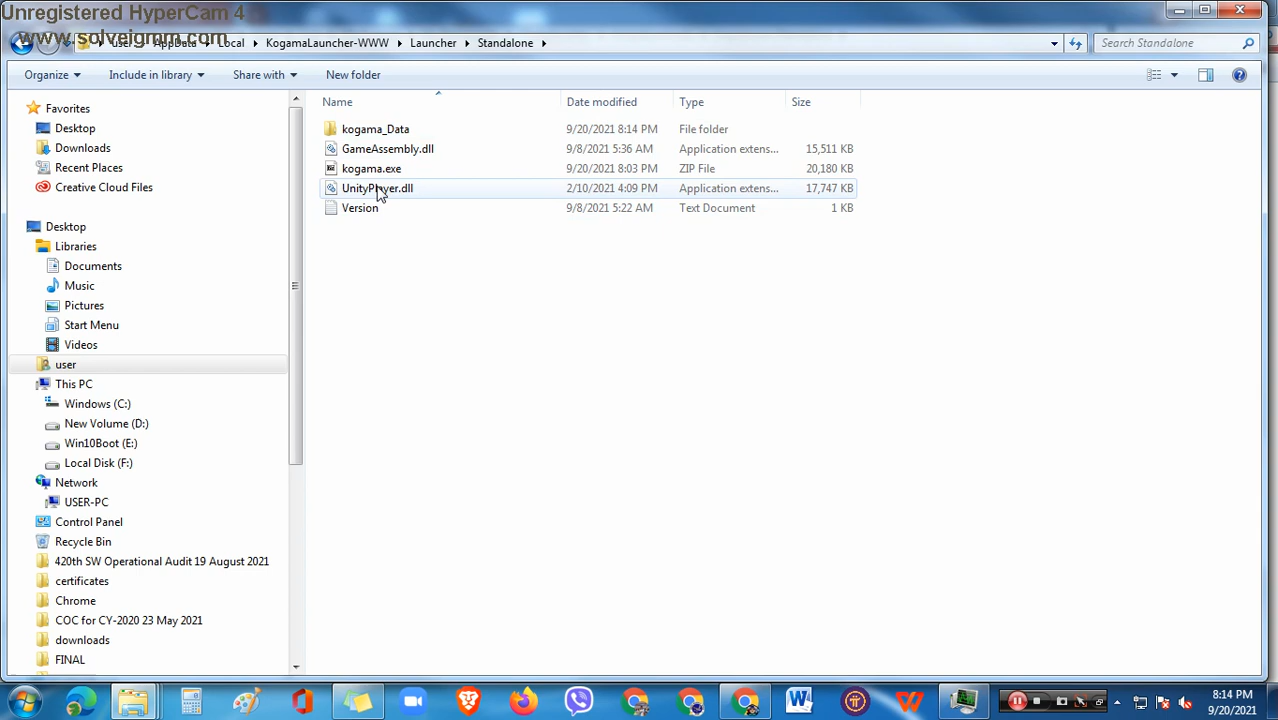 Unregistered HyperCam 4
www.solveigmm.com
AppData Local KogamaLauncher-WWW Launcher Standalone Search Standalone
Organize Include in library Share with New folder
Name Date modified Type Size
kogama_Data 9/20/2021 8:14 PM File folder
GameAssembly.dll 9/8/2021 5:36 AM Application extens... 15,511 KB
kogama.exe 9/20/2021 8:03 PM ZIP File 20,180 KB
UnityPlayer.dll 2/10/2021 4:09 PM Application extens... 17,747 KB
Version 9/8/2021 5:22 AM Text Document 1 KB
Favorites
Desktop
Downloads
Recent Places
Creative Cloud Files
Desktop
Libraries
Documents
Music
Pictures
Start Menu
Videos
user
This PC
Windows (C:)
New Volume (D:)
Win10Boot (E:)
Local Disk (F:)
Network
USER-PC
Control Panel
Recycle Bin
420th SW Operational Audit 19 August 2021
certificates
Chrome
COC for CY-2020 23 May 2021
downloads
FINAL
8:14 PM
9/20/2021